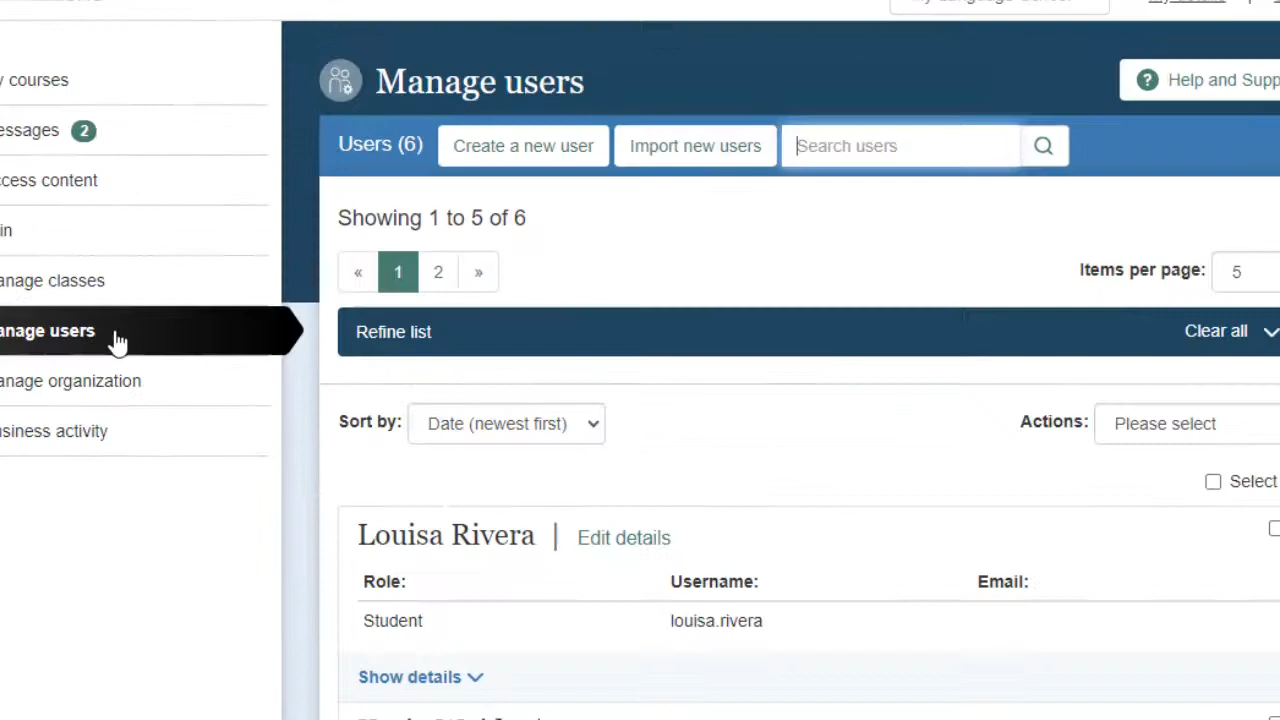 y courses
Manage users
Help and Supp
essages 2
Users (6) Create a new user Import new users Search users
ccess content
Showing 1 to 5 of 6
in
« 1 2 »
Items per page: 5
anage classes
anage users
Refine list
Clear all
anage organization
Sort by: Date (newest first)
Actions: Please select
usiness activity
Select
Louisa Rivera | Edit details
Role: Username: Email:
Student louisa.rivera
Show details